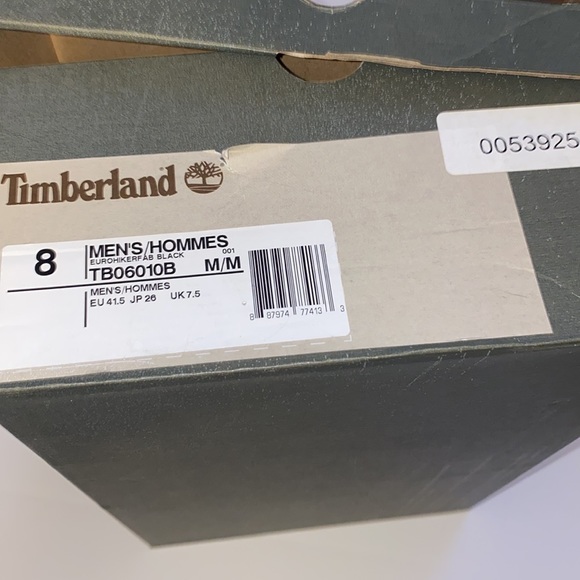 0053925
Timberland
8 MEN'S/HOMMES
EUROHIKERFAB BLACK 001
TB06010B M/M
MEN'S/HOMMES
EU 41.5 JP 26 UK 7.5
8 87974 77413 3